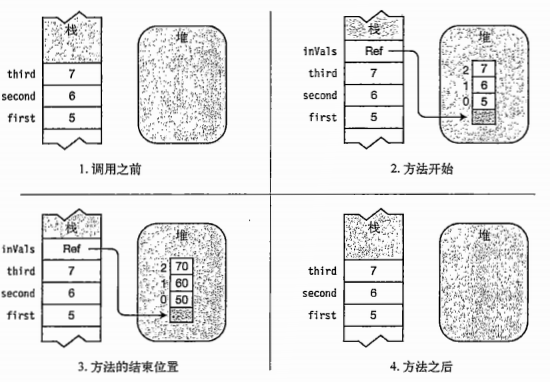 栈
堆
third 7
second 6
first 5
1. 调用之前
栈
堆
inVals Ref
third 7
second 6
first 5
2 7
1 6
0 5
2. 方法开始
栈
堆
inVals Ref
third 7
second 6
first 5
2 70
1 60
0 50
3. 方法的结束位置
栈
堆
third 7
second 6
first 5
4. 方法之后